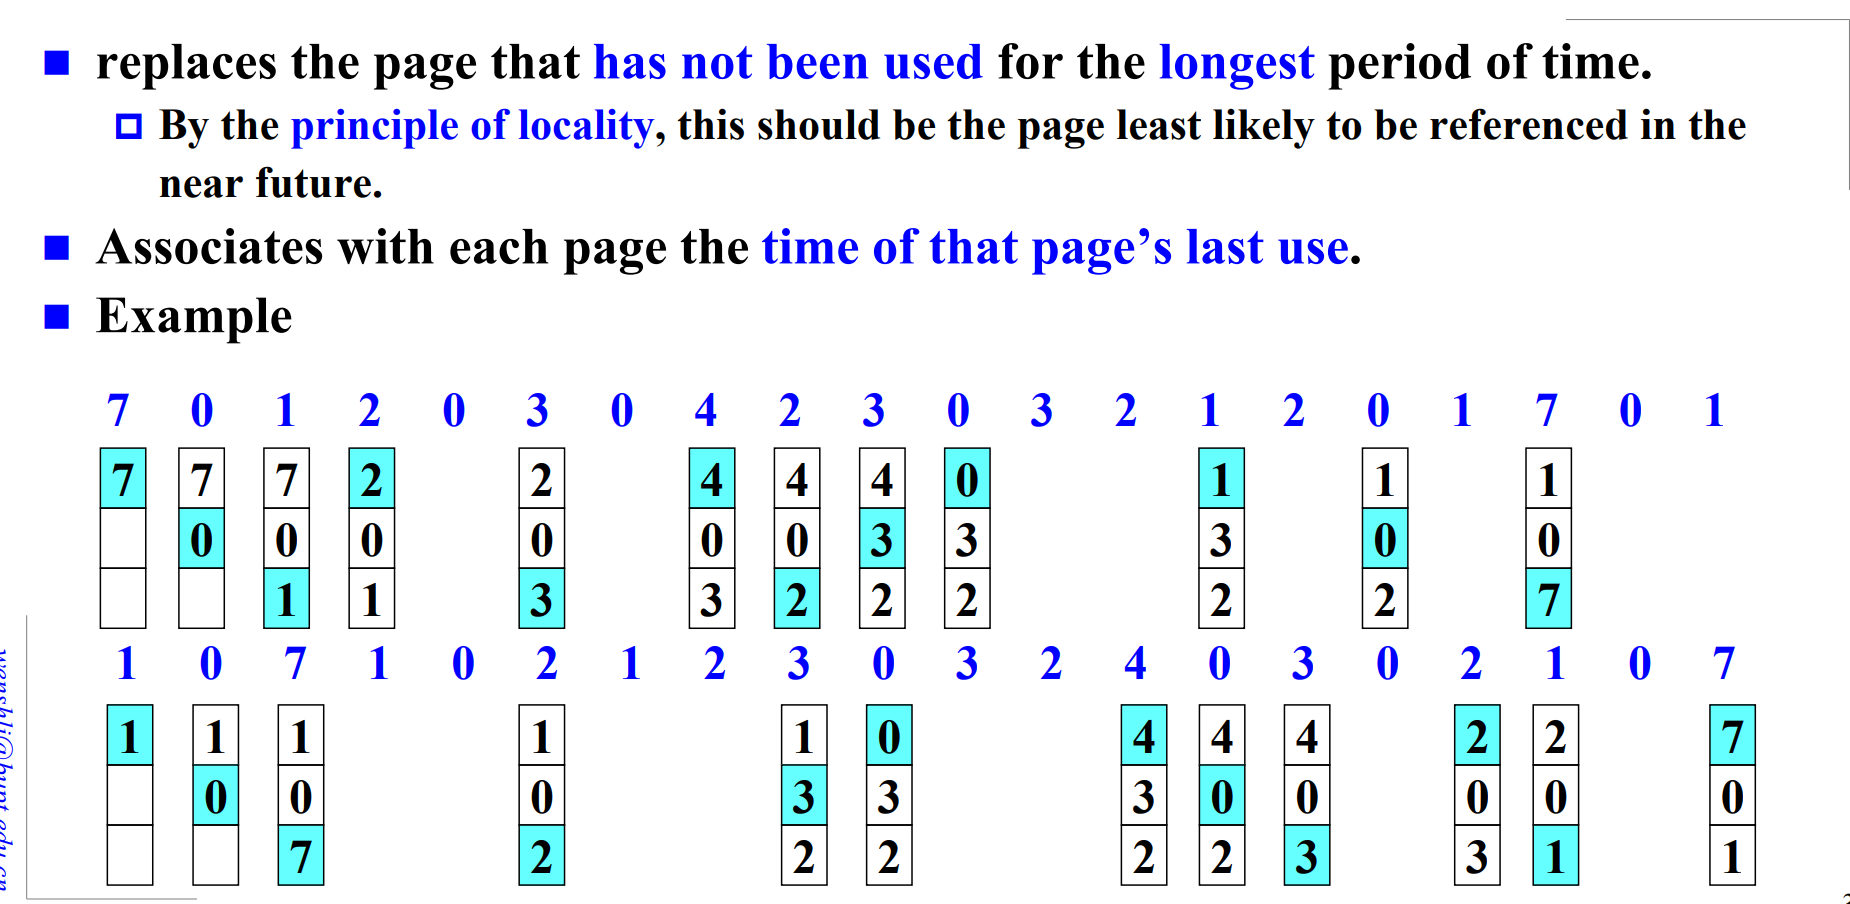 replaces the page that has not been used for the longest period of time.
By the principle of locality, this should be the page least likely to be referenced in the
near future.
Associates with each page the time of that page’s last use.
Example
7 0 1 2 0 3 0 4 2 3 0 3 2 1 2 0 1 7 0 1
7 7 7 2 2 4 4 4 0 1 1 1
0 0 0 0 0 0 3 3 3 0 0
1 1 3 3 2 2 2 2 2 7
1 0 7 1 0 2 1 2 3 0 3 2 4 0 3 0 2 1 0 7
1 1 1 1 1 0 4 4 4 2 2 7
0 0 0 3 3 3 0 0 0 0 0
7 2 2 2 2 2 3 3 1 1